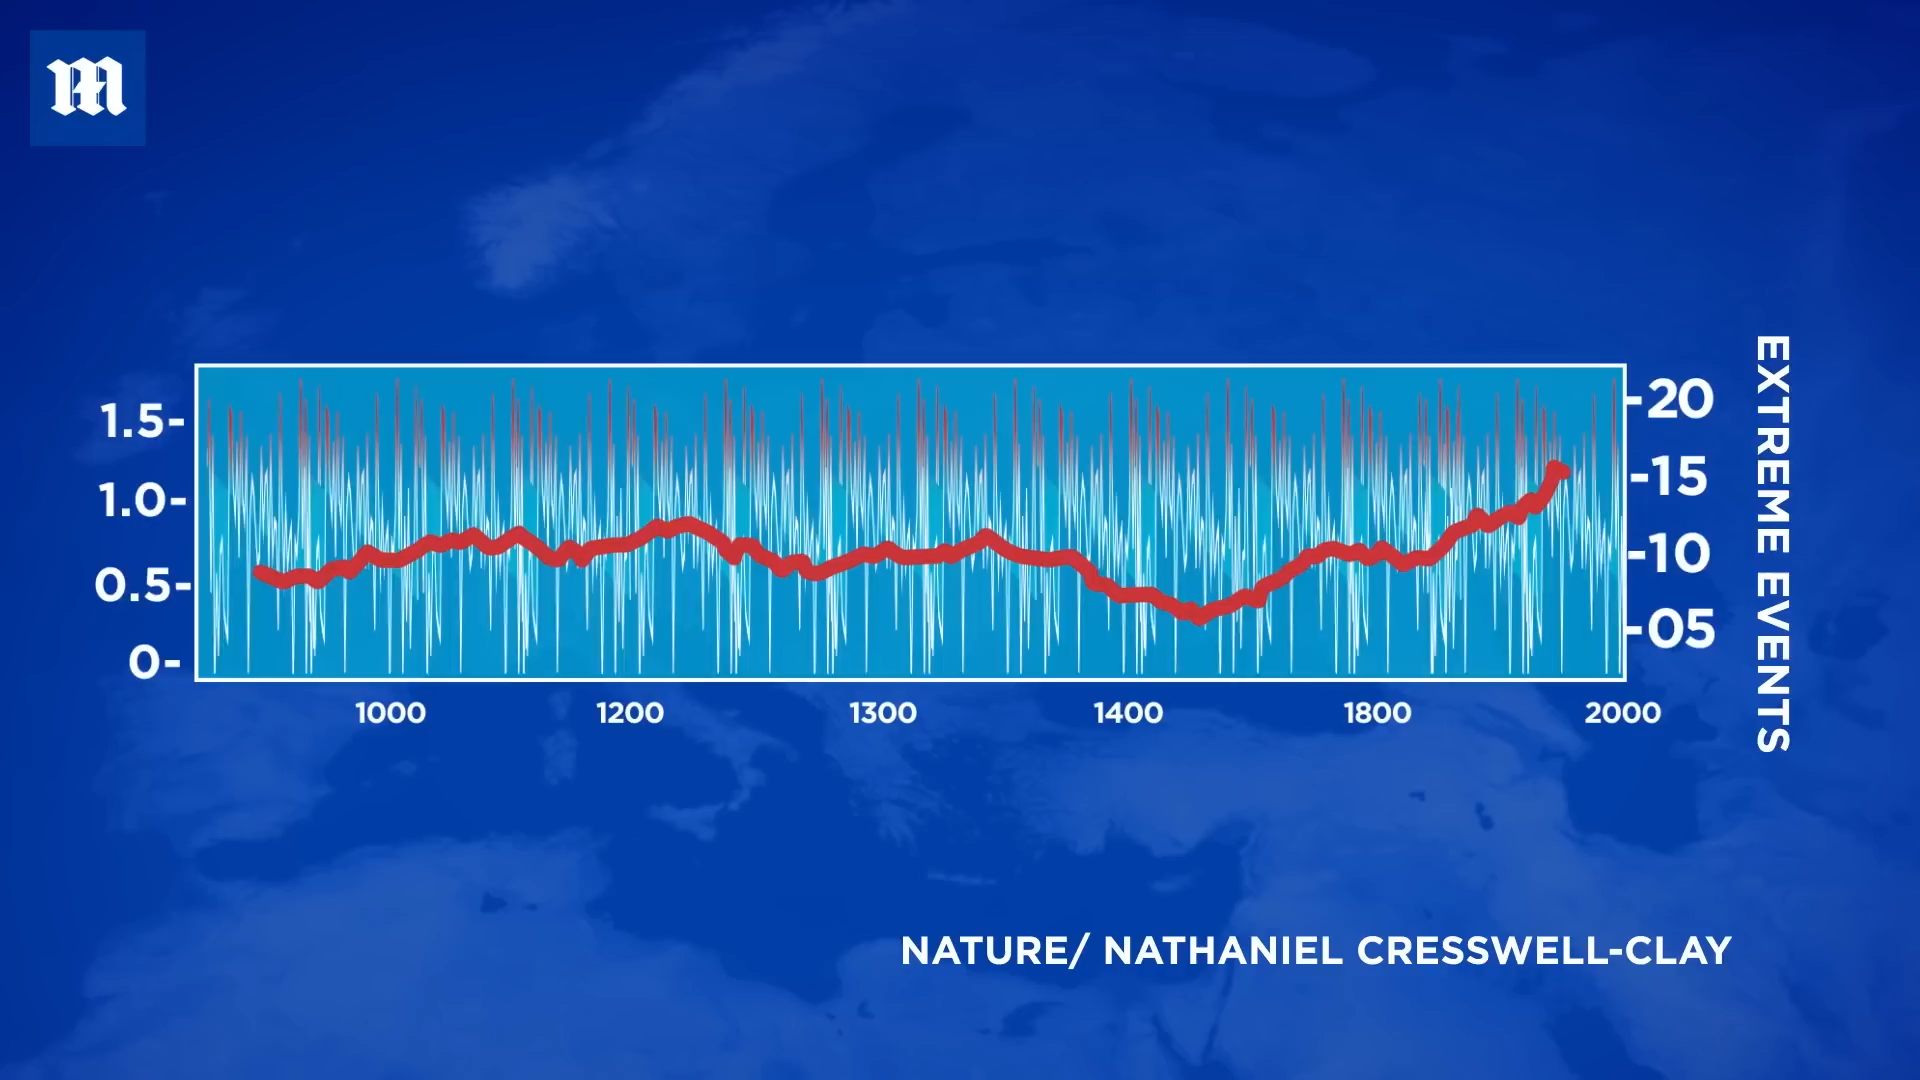 M
1.5-
1.0-
0.5-
0-
-20
-15
-10
-05
EXTREME EVENTS
1000 1200 1300 1400 1800 2000
NATURE/ NATHANIEL CRESSWELL-CLAY